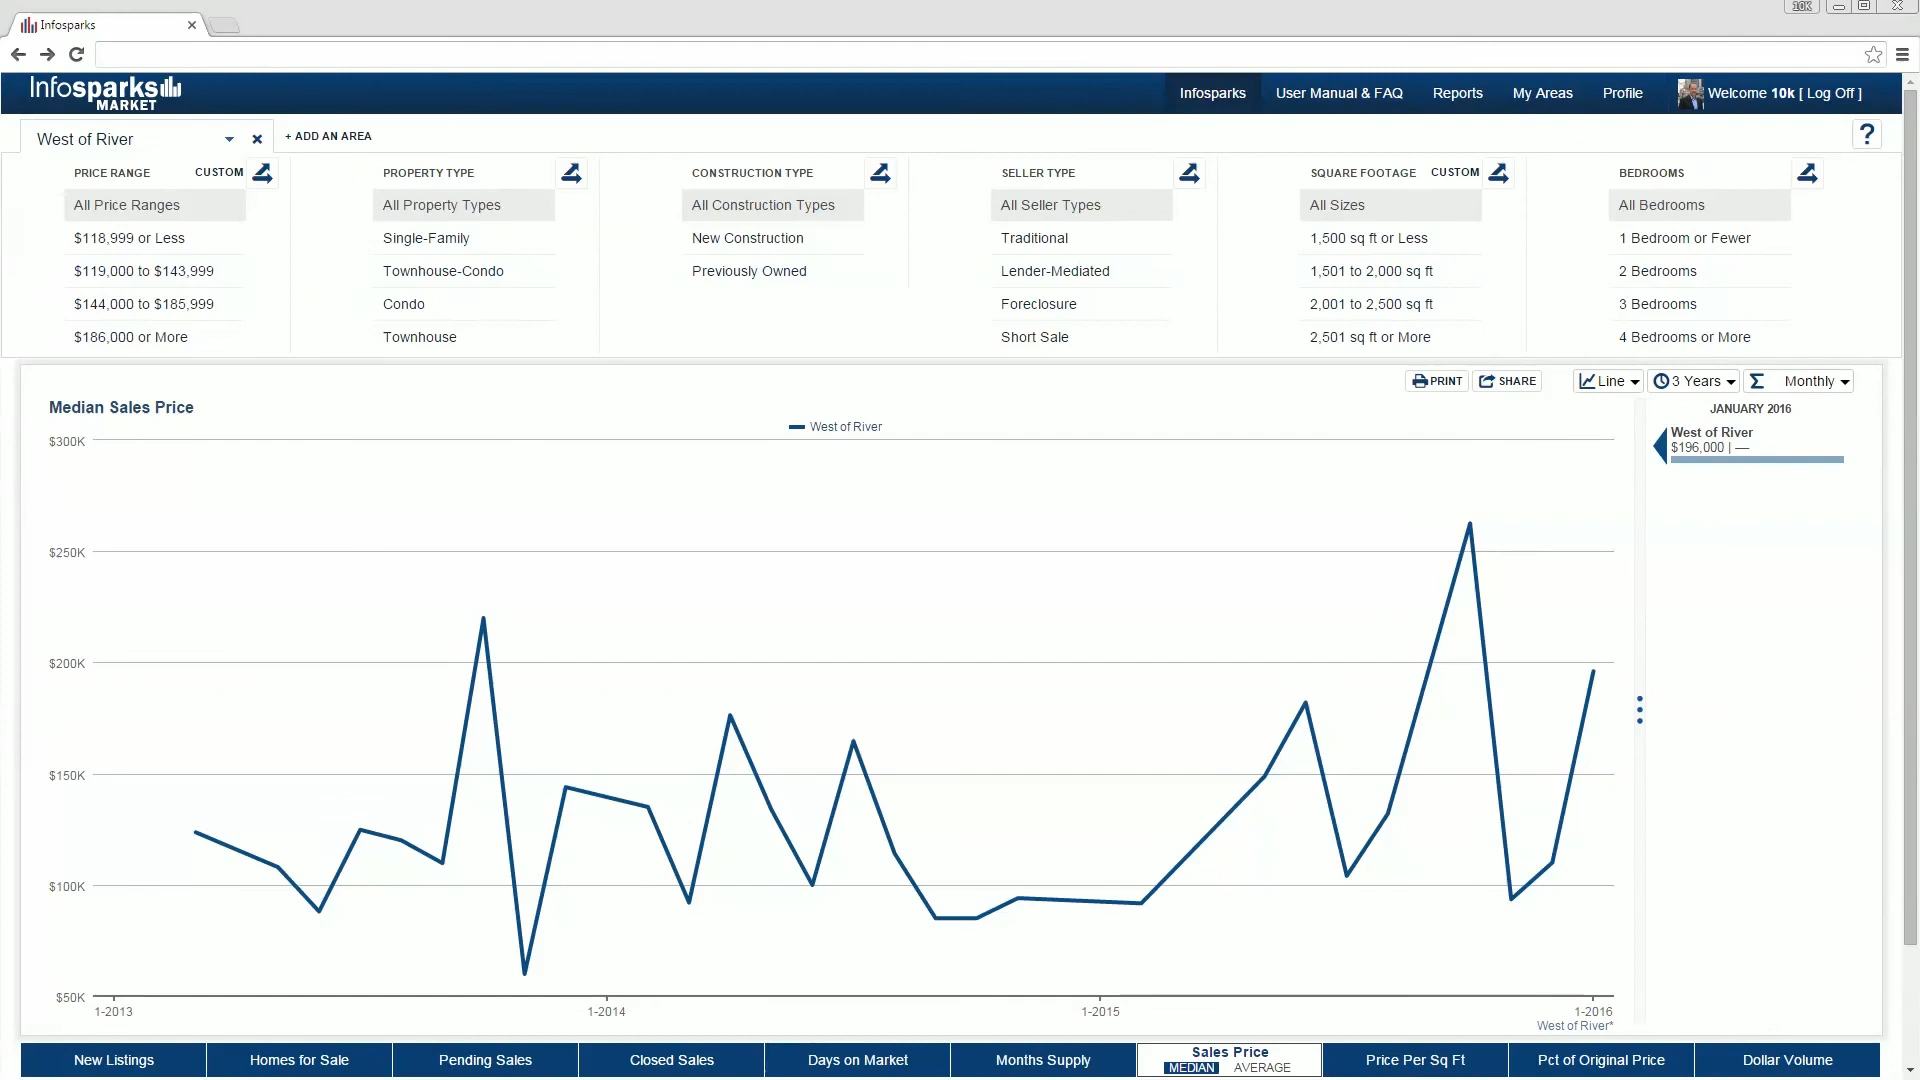 Infosparks
10K
Infosparks
MARKET
Infosparks User Manual & FAQ Reports My Areas Profile Welcome 10k [ Log Off ]
West of River + ADD AN AREA ?
PRICE RANGE CUSTOM
All Price Ranges
$118,999 or Less
$119,000 to $143,999
$144,000 to $185,999
$186,000 or More
PROPERTY TYPE
All Property Types
Single-Family
Townhouse-Condo
Condo
Townhouse
CONSTRUCTION TYPE
All Construction Types
New Construction
Previously Owned
SELLER TYPE
All Seller Types
Traditional
Lender-Mediated
Foreclosure
Short Sale
SQUARE FOOTAGE CUSTOM
All Sizes
1,500 sq ft or Less
1,501 to 2,000 sq ft
2,001 to 2,500 sq ft
2,501 sq ft or More
BEDROOMS
All Bedrooms
1 Bedroom or Fewer
2 Bedrooms
3 Bedrooms
4 Bedrooms or More
PRINT SHARE Line 3 Years Σ Monthly
Median Sales Price
West of River
JANUARY 2016
West of River
$196,000 | —
$300K
$250K
$200K
$150K
$100K
$50K
1-2013 1-2014 1-2015 1-2016
West of River*
New Listings Homes for Sale Pending Sales Closed Sales Days on Market Months Supply Sales Price Price Per Sq Ft Pct of Original Price Dollar Volume
MEDIAN AVERAGE